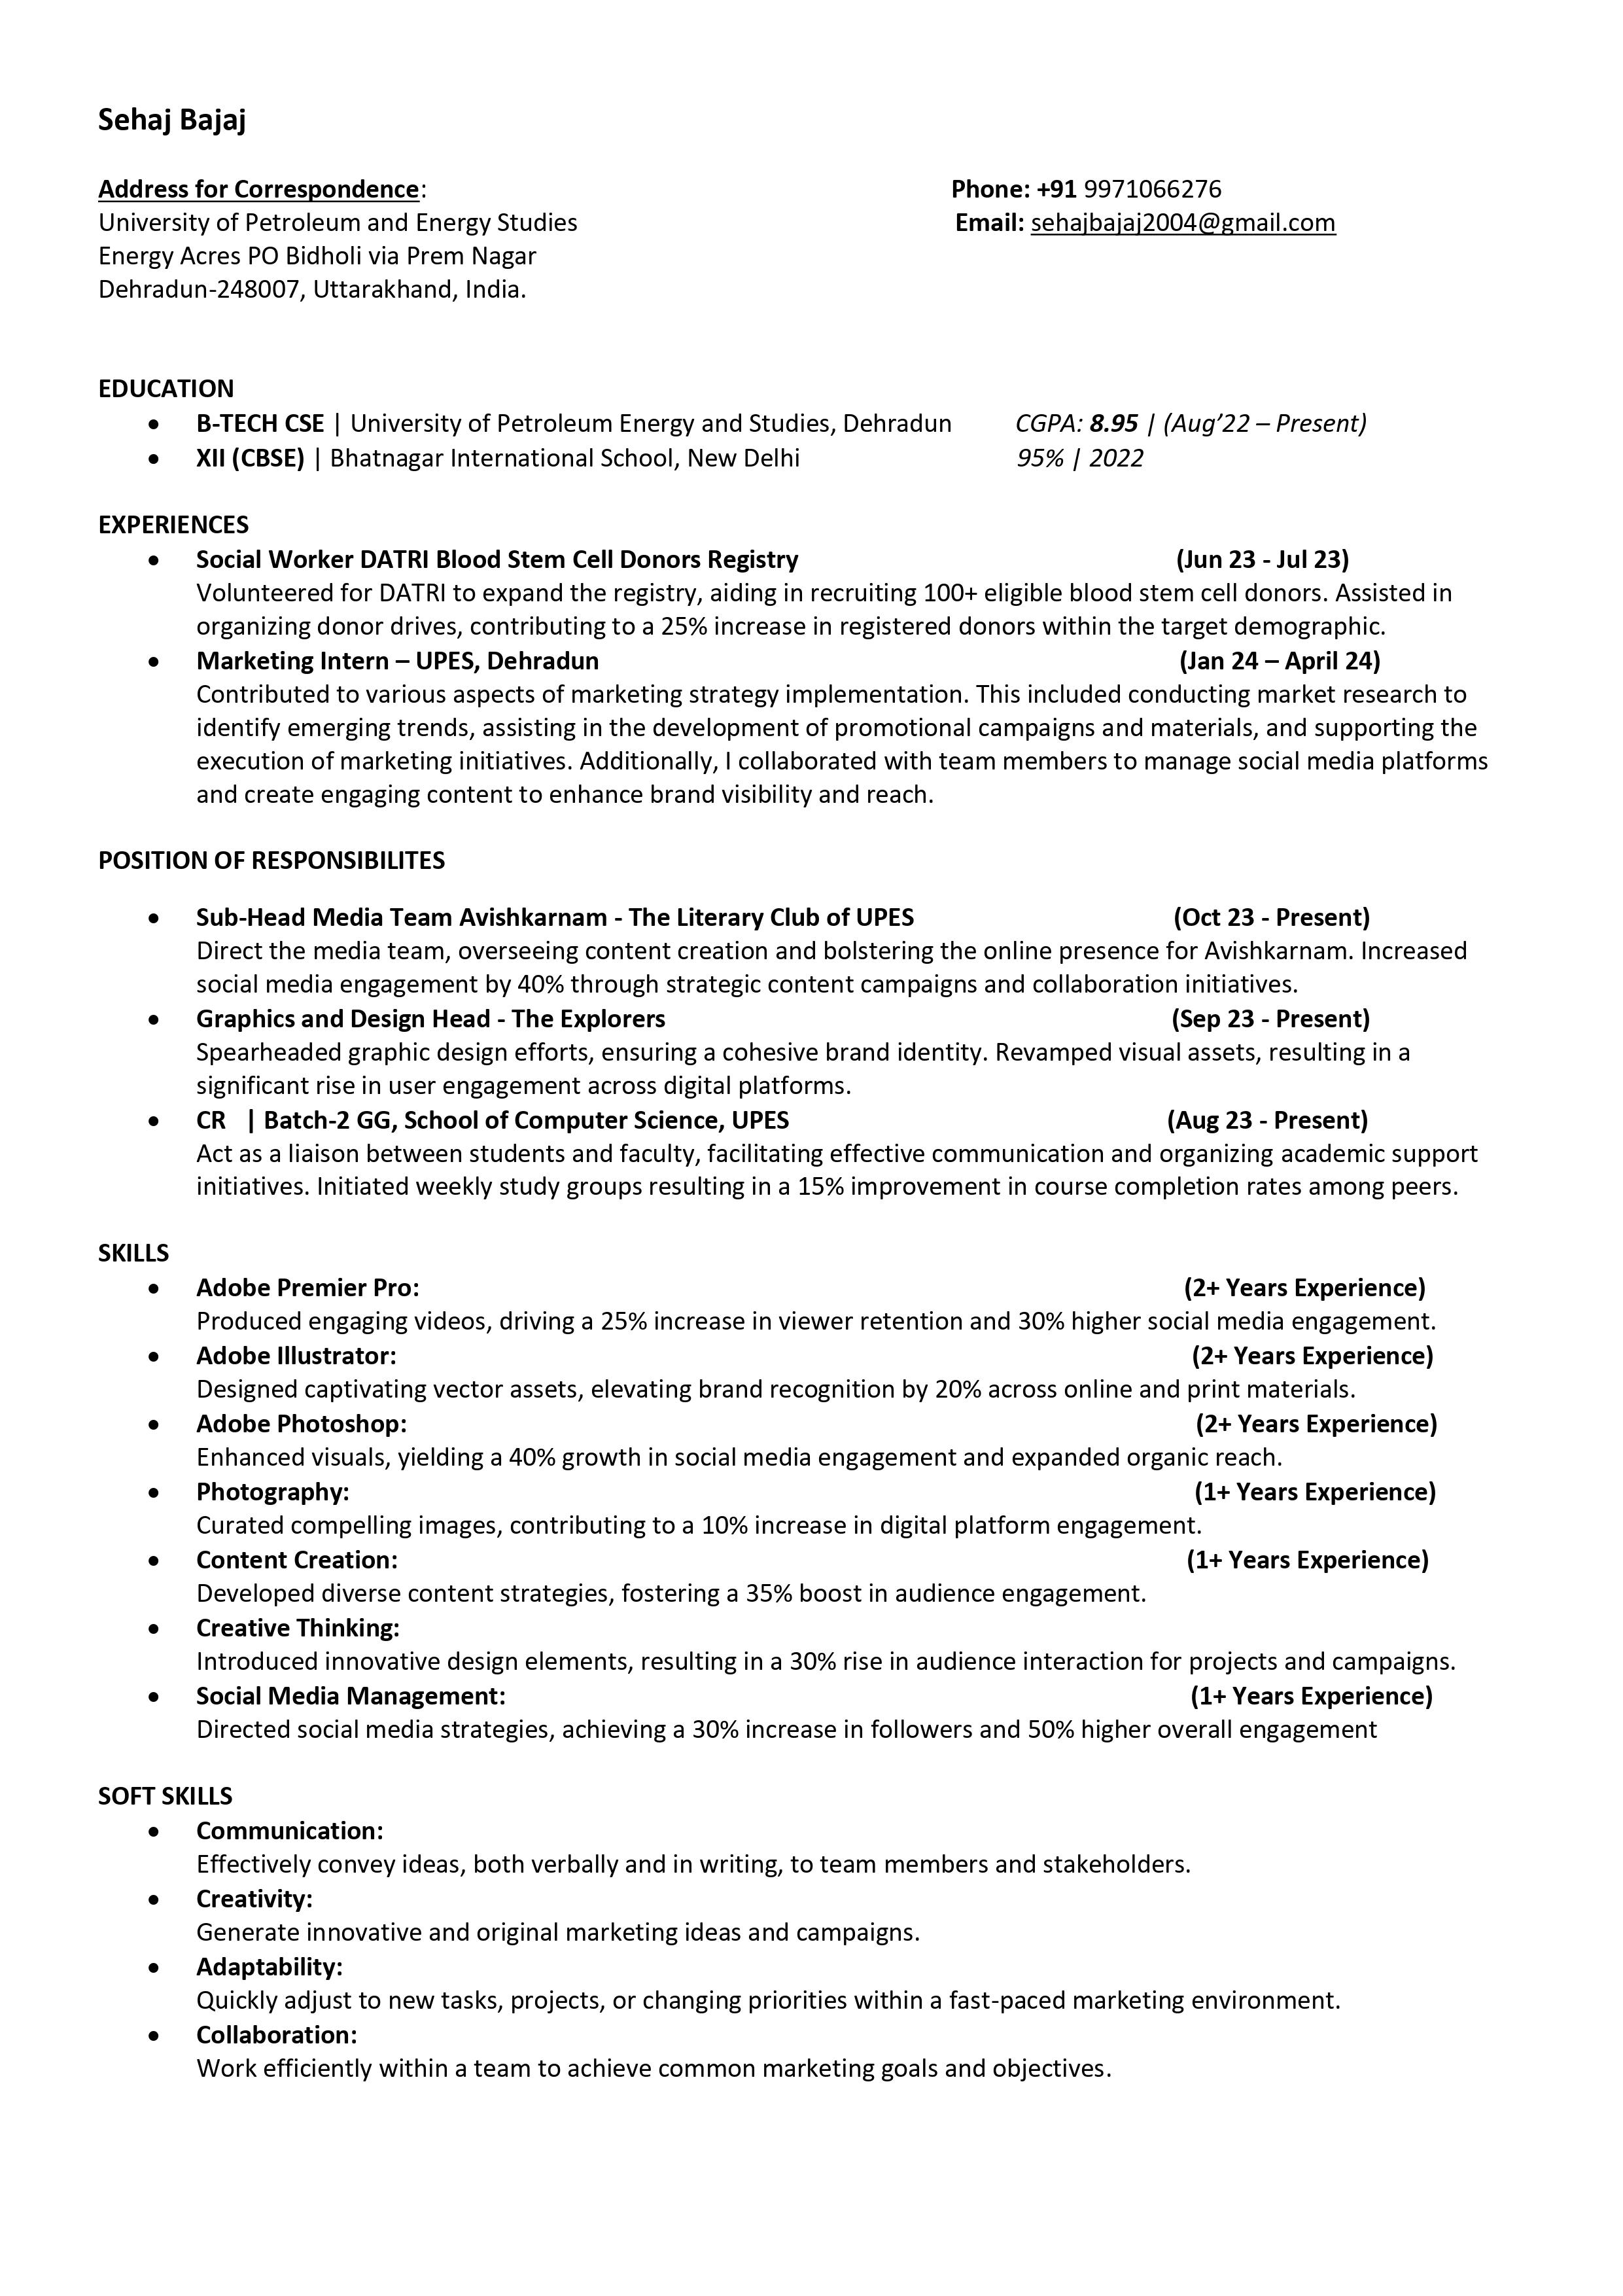 Sehaj Bajaj
Address for Correspondence: Phone: +91 9971066276
University of Petroleum and Energy Studies Email: sehajbajaj2004@gmail.com
Energy Acres PO Bidholi via Prem Nagar
Dehradun-248007, Uttarakhand, India.
EDUCATION
• B-TECH CSE | University of Petroleum Energy and Studies, Dehradun CGPA: 8.95 | (Aug’22 – Present)
• XII (CBSE) | Bhatnagar International School, New Delhi 95% | 2022
EXPERIENCES
• Social Worker DATRI Blood Stem Cell Donors Registry (Jun 23 - Jul 23)
Volunteered for DATRI to expand the registry, aiding in recruiting 100+ eligible blood stem cell donors. Assisted in
organizing donor drives, contributing to a 25% increase in registered donors within the target demographic.
• Marketing Intern – UPES, Dehradun (Jan 24 – April 24)
Contributed to various aspects of marketing strategy implementation. This included conducting market research to
identify emerging trends, assisting in the development of promotional campaigns and materials, and supporting the
execution of marketing initiatives. Additionally, I collaborated with team members to manage social media platforms
and create engaging content to enhance brand visibility and reach.
POSITION OF RESPONSIBILITES
• Sub-Head Media Team Avishkarnam - The Literary Club of UPES (Oct 23 - Present)
Direct the media team, overseeing content creation and bolstering the online presence for Avishkarnam. Increased
social media engagement by 40% through strategic content campaigns and collaboration initiatives.
• Graphics and Design Head - The Explorers (Sep 23 - Present)
Spearheaded graphic design efforts, ensuring a cohesive brand identity. Revamped visual assets, resulting in a
significant rise in user engagement across digital platforms.
• CR | Batch-2 GG, School of Computer Science, UPES (Aug 23 - Present)
Act as a liaison between students and faculty, facilitating effective communication and organizing academic support
initiatives. Initiated weekly study groups resulting in a 15% improvement in course completion rates among peers.
SKILLS
• Adobe Premier Pro: (2+ Years Experience)
Produced engaging videos, driving a 25% increase in viewer retention and 30% higher social media engagement.
• Adobe Illustrator: (2+ Years Experience)
Designed captivating vector assets, elevating brand recognition by 20% across online and print materials.
• Adobe Photoshop: (2+ Years Experience)
Enhanced visuals, yielding a 40% growth in social media engagement and expanded organic reach.
• Photography: (1+ Years Experience)
Curated compelling images, contributing to a 10% increase in digital platform engagement.
• Content Creation: (1+ Years Experience)
Developed diverse content strategies, fostering a 35% boost in audience engagement.
• Creative Thinking:
Introduced innovative design elements, resulting in a 30% rise in audience interaction for projects and campaigns.
• Social Media Management: (1+ Years Experience)
Directed social media strategies, achieving a 30% increase in followers and 50% higher overall engagement
SOFT SKILLS
• Communication:
Effectively convey ideas, both verbally and in writing, to team members and stakeholders.
• Creativity:
Generate innovative and original marketing ideas and campaigns.
• Adaptability:
Quickly adjust to new tasks, projects, or changing priorities within a fast-paced marketing environment.
• Collaboration:
Work efficiently within a team to achieve common marketing goals and objectives.